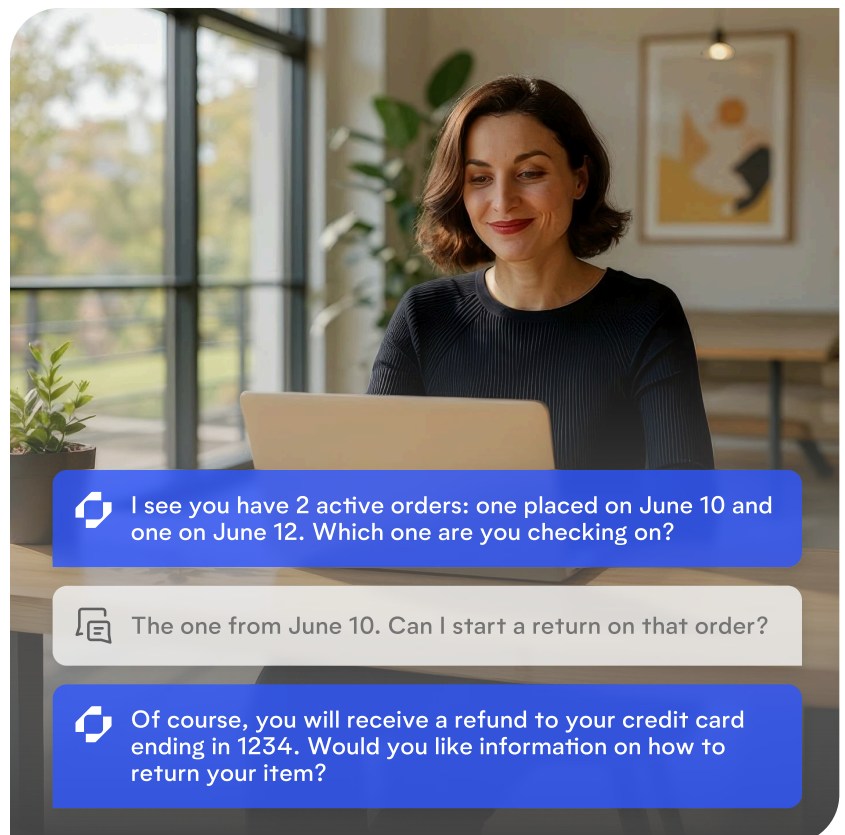 I see you have 2 active orders: one placed on June 10 and
one on June 12. Which one are you checking on?
The one from June 10. Can I start a return on that order?
Of course, you will receive a refund to your credit card
ending in 1234. Would you like information on how to
return your item?